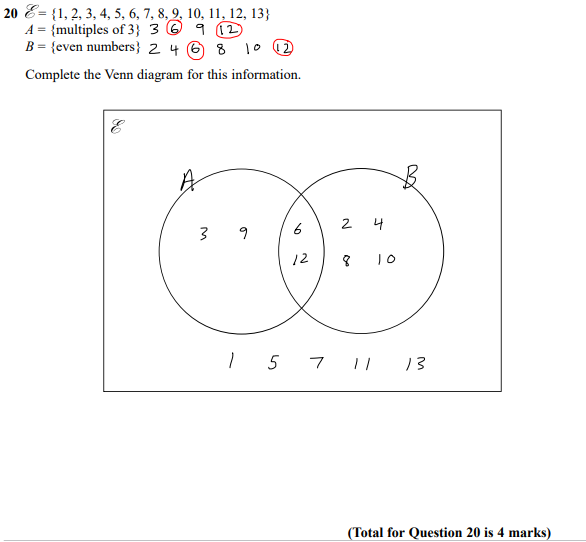 20 ℰ = {1, 2, 3, 4, 5, 6, 7, 8, 9, 10, 11, 12, 13}
A = {multiples of 3} 3 6 9 12
B = {even numbers} 2 4 6 8 10 12
Complete the Venn diagram for this information.
ℰ
A B
3 9 6 2 4
12 8 10
1 5 7 11 13
(Total for Question 20 is 4 marks)